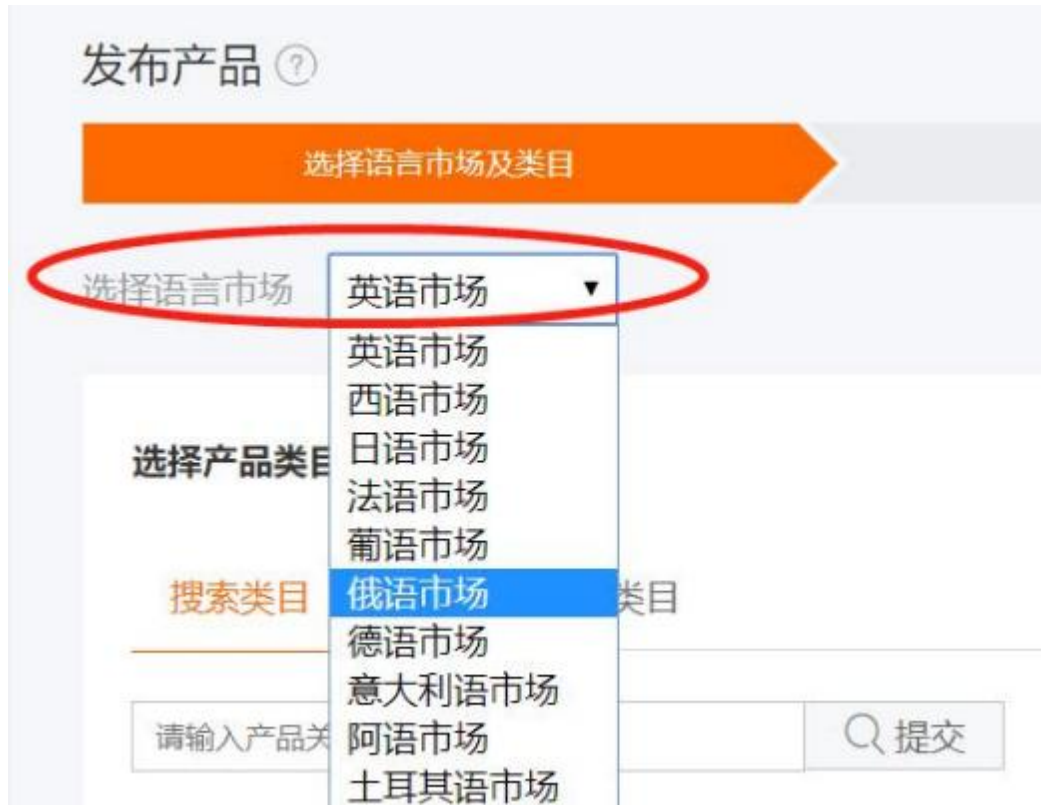 发布产品 ?
选择语言市场及类目
选择语言市场 英语市场
英语市场
西语市场
日语市场
选择产品类目
法语市场
葡语市场
搜索类目 俄语市场 类目
德语市场
意大利语市场
请输入产品关 阿语市场 提交
土耳其语市场